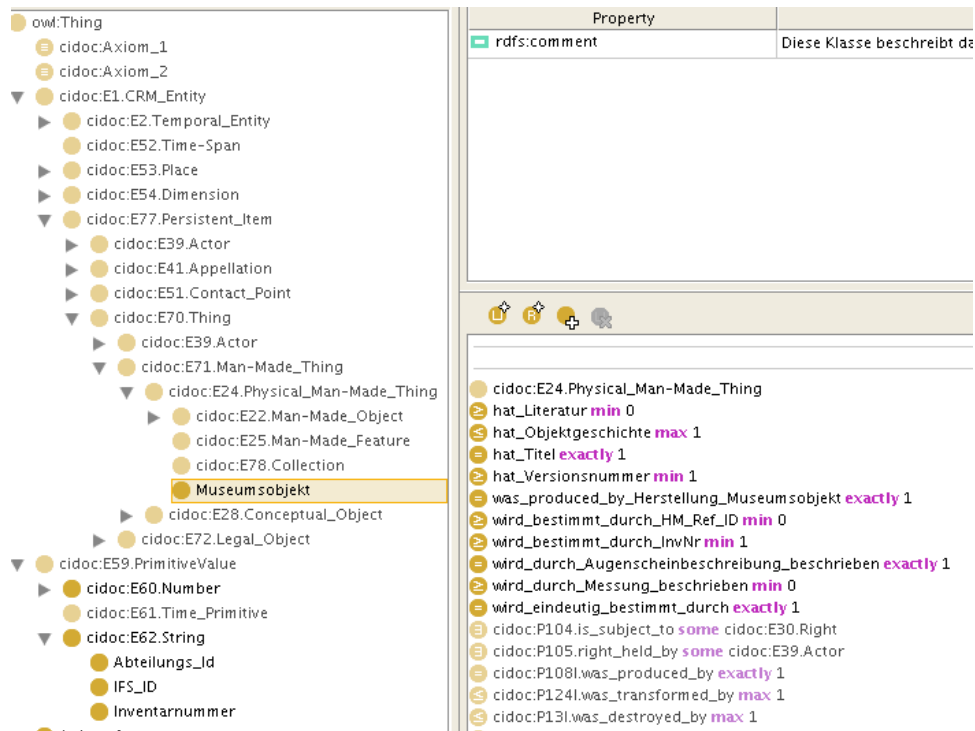 owl:Thing
cidoc:Axiom_1
cidoc:Axiom_2
cidoc:E1.CRM_Entity
cidoc:E2.Temporal_Entity
cidoc:E52.Time-Span
cidoc:E53.Place
cidoc:E54.Dimension
cidoc:E77.Persistent_Item
cidoc:E39.Actor
cidoc:E41.Appellation
cidoc:E51.Contact_Point
cidoc:E70.Thing
cidoc:E39.Actor
cidoc:E71.Man-Made_Thing
cidoc:E24.Physical_Man-Made_Thing
cidoc:E22.Man-Made_Object
cidoc:E25.Man-Made_Feature
cidoc:E78.Collection
Museumsobjekt
cidoc:E28.Conceptual_Object
cidoc:E72.Legal_Object
cidoc:E59.PrimitiveValue
cidoc:E60.Number
cidoc:E61.Time_Primitive
cidoc:E62.String
Abteilungs_Id
IFS_ID
Inventarnummer
Property
rdfs:comment Diese Klasse beschreibt da
cidoc:E24.Physical_Man-Made_Thing
hat_Literatur min 0
hat_Objektgeschichte max 1
hat_Titel exactly 1
hat_Versionsnummer min 1
was_produced_by_Herstellung_Museumsobjekt exactly 1
wird_bestimmt_durch_HM_Ref_ID min 0
wird_bestimmt_durch_InvNr min 1
wird_durch_Augenscheinbeschreibung_beschrieben exactly 1
wird_durch_Messung_beschrieben min 0
wird_eindeutig_bestimmt_durch exactly 1
cidoc:P104.is_subject_to some cidoc:E30.Right
cidoc:P105.right_held_by some cidoc:E39.Actor
cidoc:P108I.was_produced_by exactly 1
cidoc:P124I.was_transformed_by max 1
cidoc:P13I.was_destroyed_by max 1